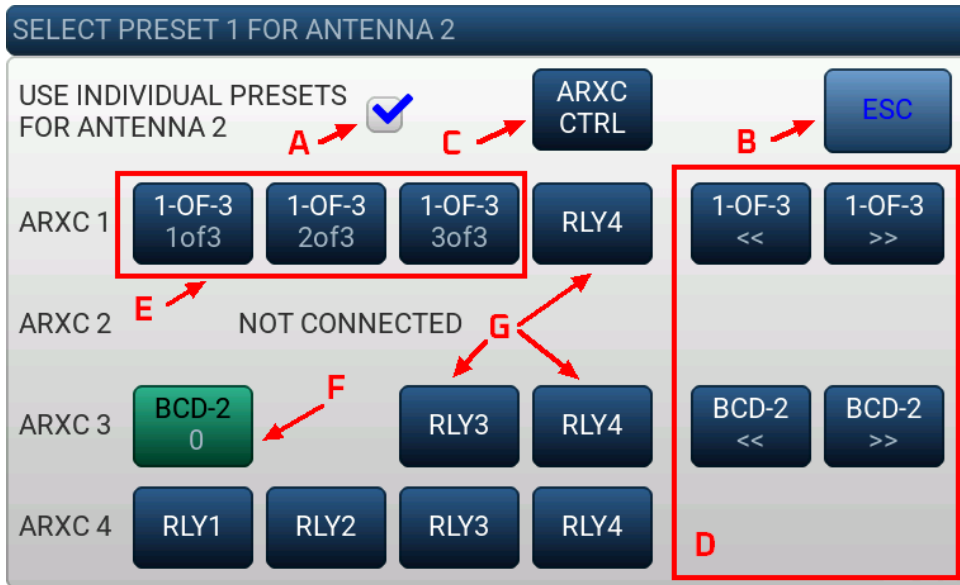 SELECT PRESET 1 FOR ANTENNA 2
USE INDIVIDUAL PRESETS
FOR ANTENNA 2
A
C
ARXC
CTRL
B
ESC
ARXC 1
1-OF-3
1of3
1-OF-3
2of3
1-OF-3
3of3
RLY4
1-OF-3
<<
1-OF-3
>>
E
ARXC 2
NOT CONNECTED
G
F
ARXC 3
BCD-2
0
RLY3
RLY4
BCD-2
<<
BCD-2
>>
ARXC 4
RLY1
RLY2
RLY3
RLY4
D